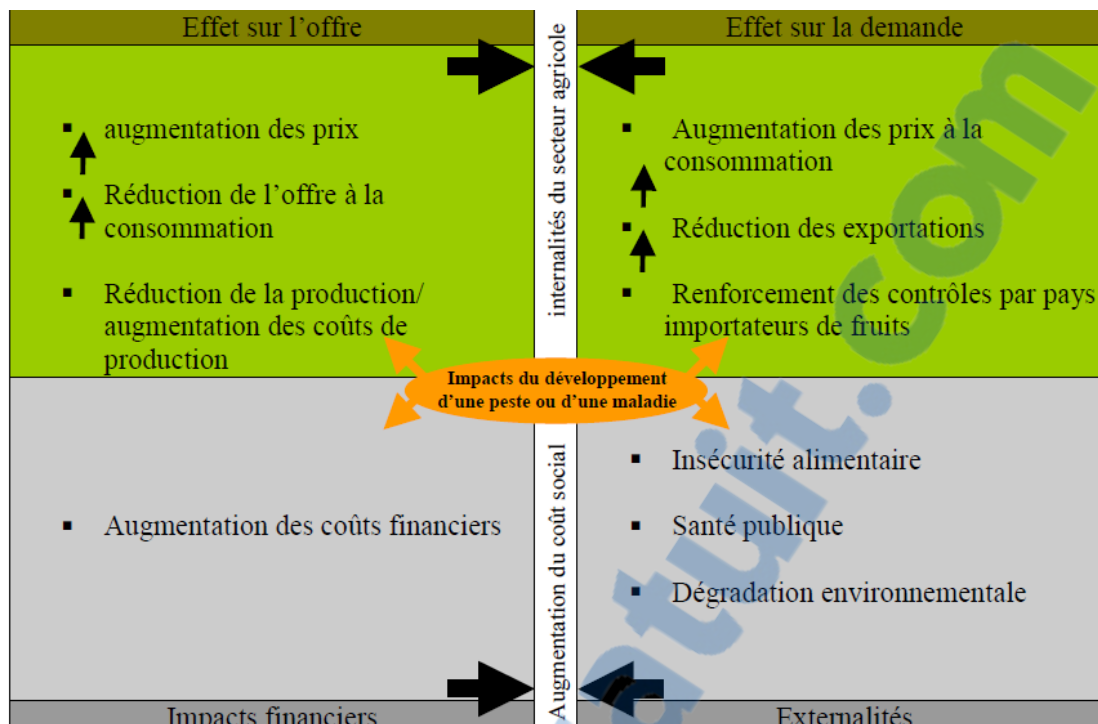 Effet sur l'offre
▪ augmentation des prix
▪ Réduction de l'offre à la
consommation
▪ Réduction de la production/
augmentation des coûts de
production
internalités du secteur agricole
Effet sur la demande
▪ Augmentation des prix à la
consommation
▪ Réduction des exportations
▪ Renforcement des contrôles par pays
importateurs de fruits
Impacts du développement
d'une peste ou d'une maladie
▪ Augmentation des coûts financiers
Impacts financiers
Augmentation du coût social
▪ Insécurité alimentaire
▪ Santé publique
▪ Dégradation environnementale
Externalités
atuit.com